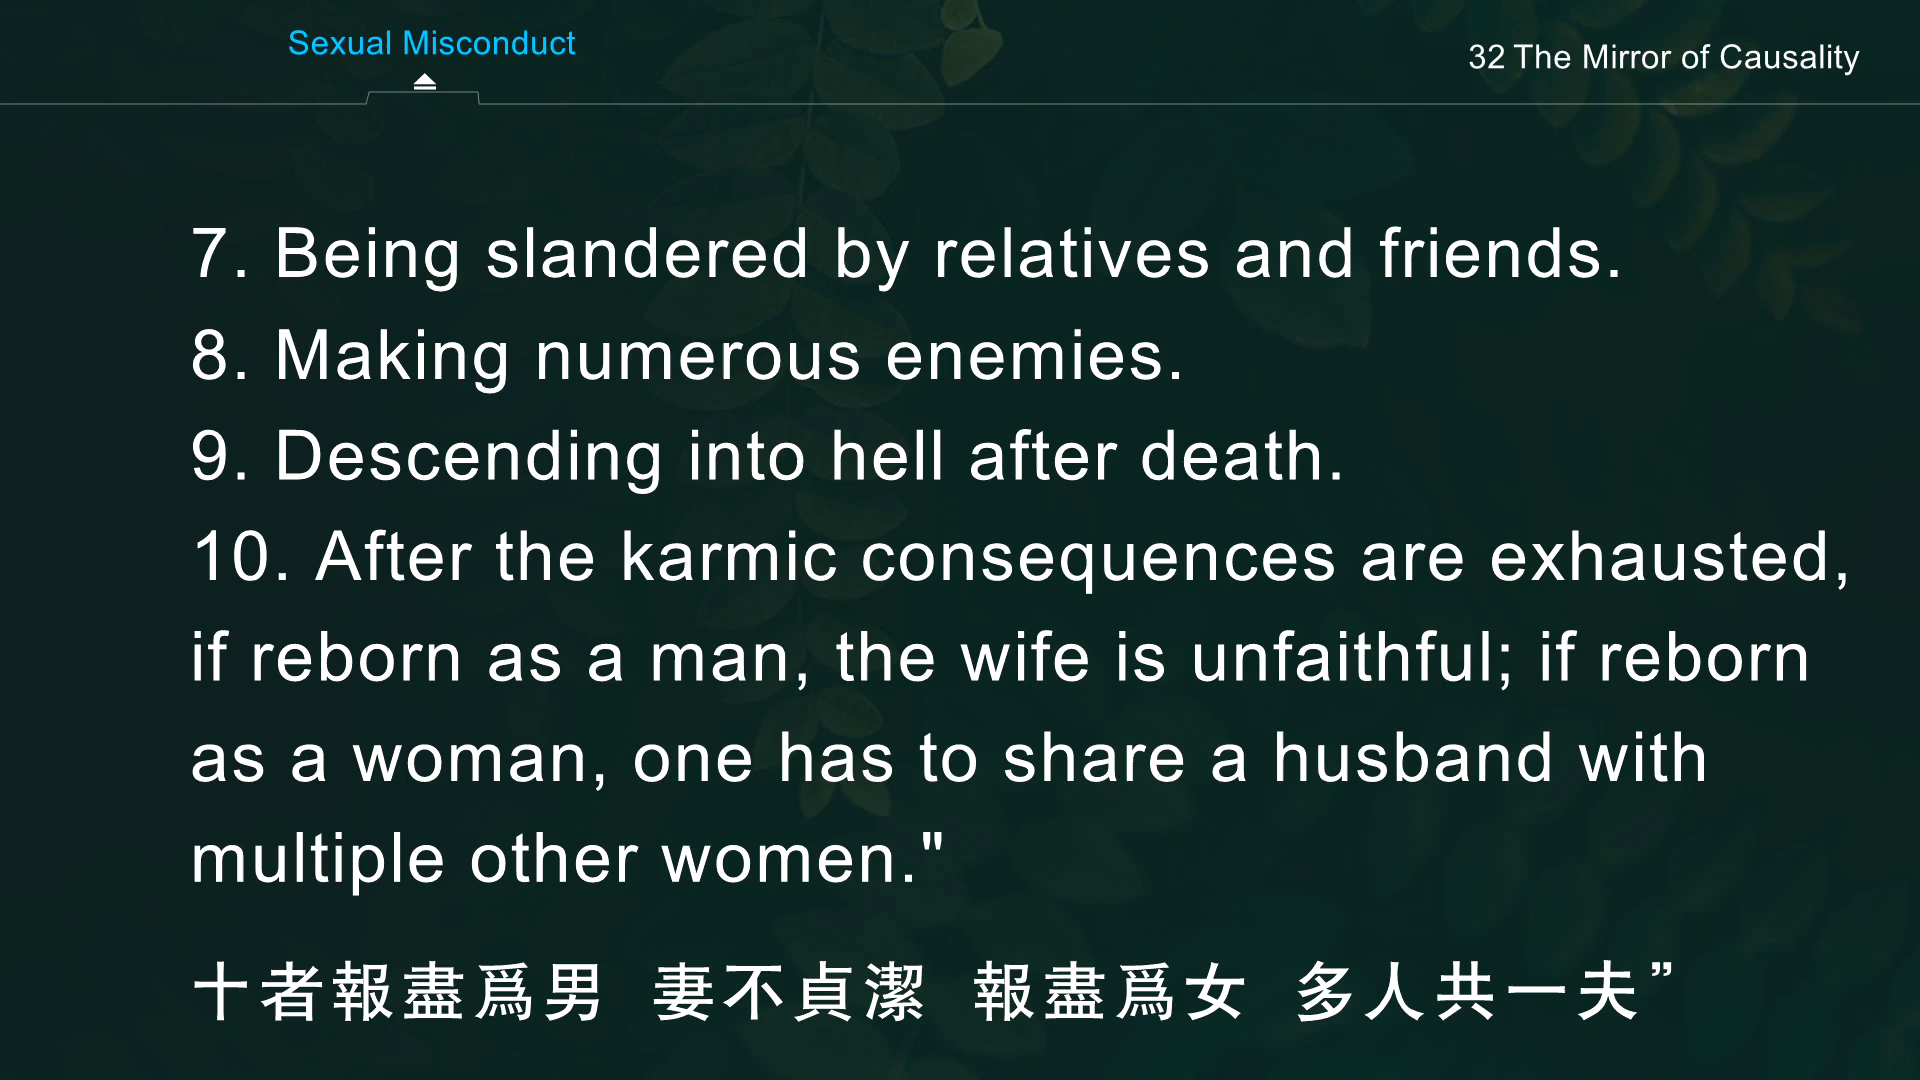 Sexual Misconduct
32 The Mirror of Causality
7. Being slandered by relatives and friends.
8. Making numerous enemies.
9. Descending into hell after death.
10. After the karmic consequences are exhausted,
if reborn as a man, the wife is unfaithful; if reborn
as a woman, one has to share a husband with
multiple other women."
十者報盡爲男 妻不貞潔 報盡爲女 多人共一夫”